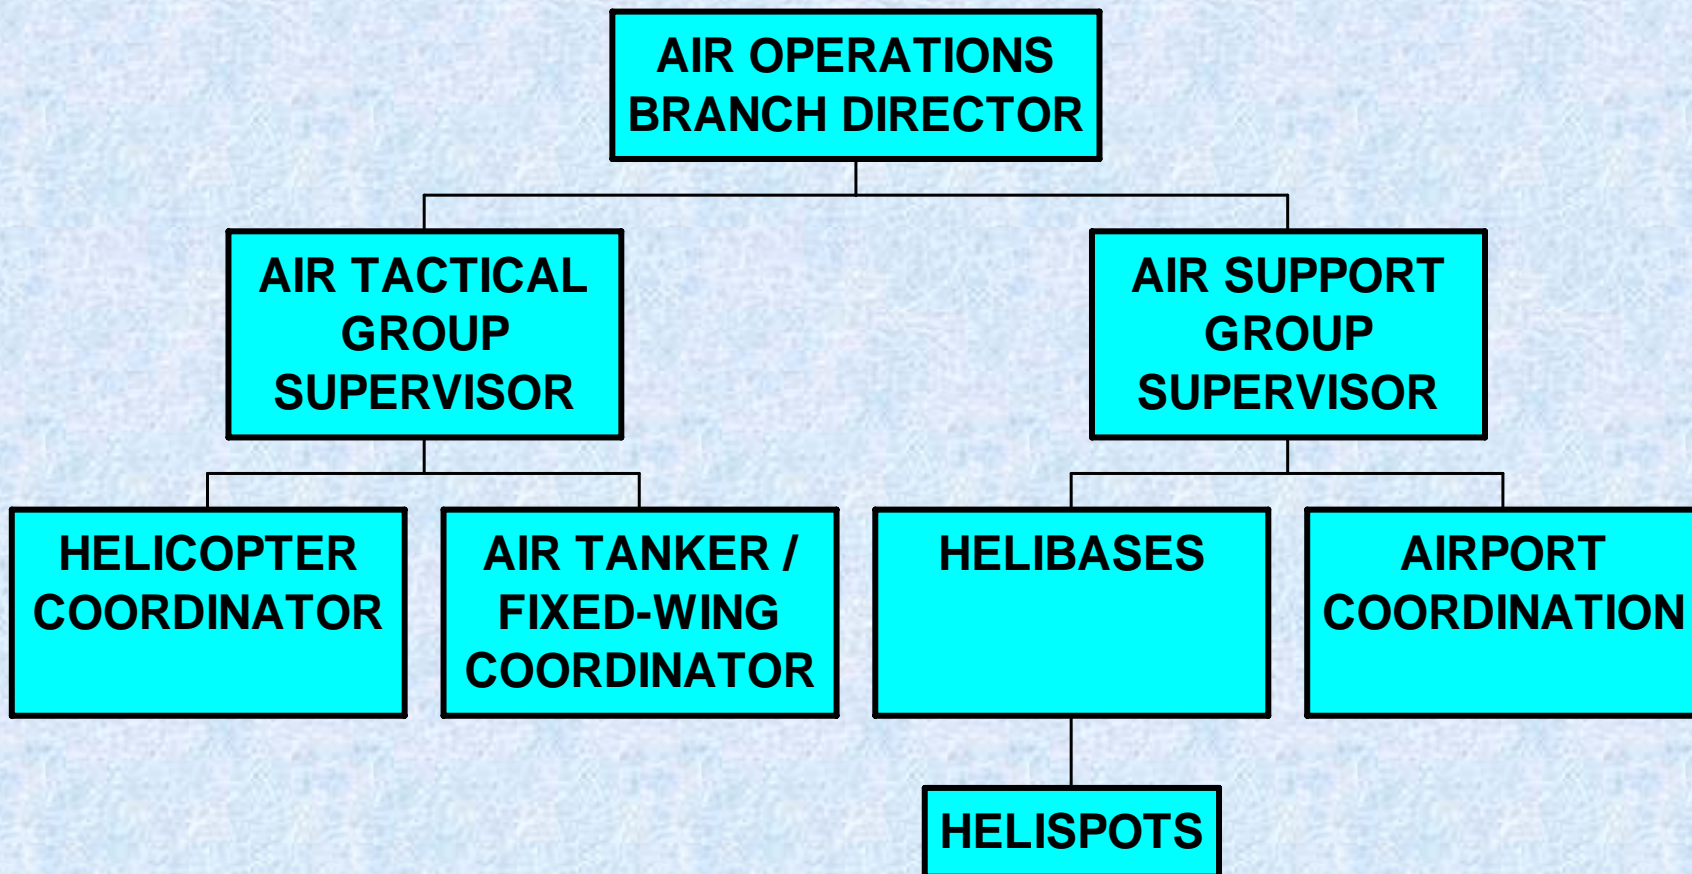 AIR OPERATIONS
BRANCH DIRECTOR
AIR TACTICAL
GROUP
SUPERVISOR
AIR SUPPORT
GROUP
SUPERVISOR
HELICOPTER
COORDINATOR
AIR TANKER /
FIXED-WING
COORDINATOR
HELIBASES
AIRPORT
COORDINATION
HELISPOTS